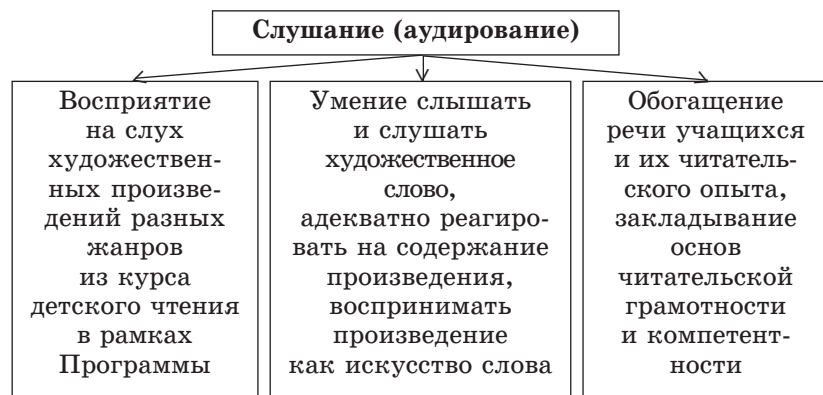 Слушание (аудирование)
Восприятие
на слух
художествен-
ных произве-
дений разных
жанров
из курса
детского чтения
в рамках
Программы
Умение слышать
и слушать
художественное
слово,
адекватно реагиро-
вать на содержание
произведения,
воспринимать
произведение
как искусство слова
Обогащение
речи учащихся
и их читатель-
ского опыта,
закладывание
основ
читательской
грамотности
и компетент-
ности